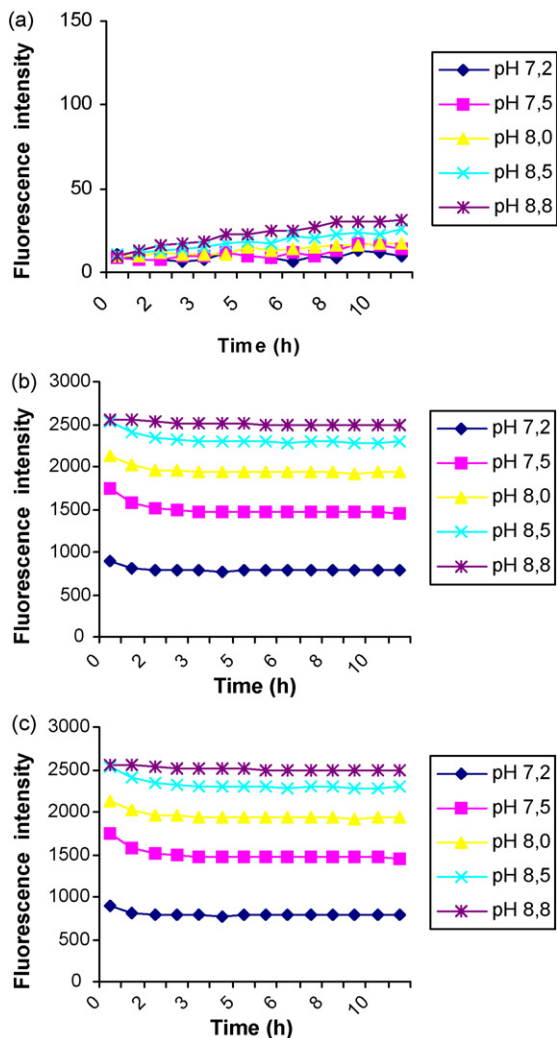 (a)
Fluorescence intensity
150
100
50
0
0 2 3 5 6 8 10
Time (h)
pH 7,2
pH 7,5
pH 8,0
pH 8,5
pH 8,8
(b)
Fluorescence intensity
3000
2500
2000
1500
1000
500
0
0 2 3 5 6 8 10
Time (h)
pH 7,2
pH 7,5
pH 8,0
pH 8,5
pH 8,8
(c)
Fluorescence intensity
3000
2500
2000
1500
1000
500
0
0 2 3 5 6 8 10
Time (h)
pH 7,2
pH 7,5
pH 8,0
pH 8,5
pH 8,8